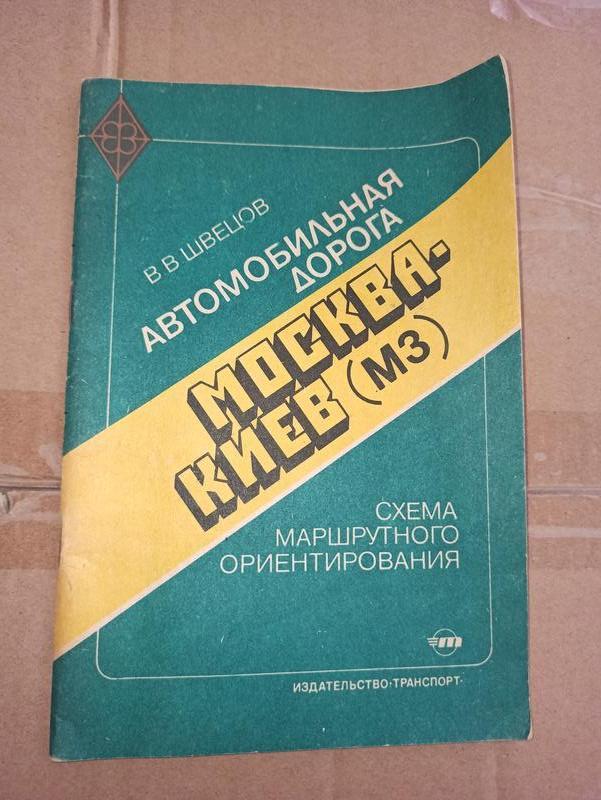 В.В ШВЕЦОВ
АВТОМОБИЛЬНАЯ
ДОРОГА
МОСКВА-
КИЕВ (М3)
СХЕМА
МАРШРУТНОГО
ОРИЕНТИРОВАНИЯ
ИЗДАТЕЛЬСТВО·ТРАНСПОРТ·